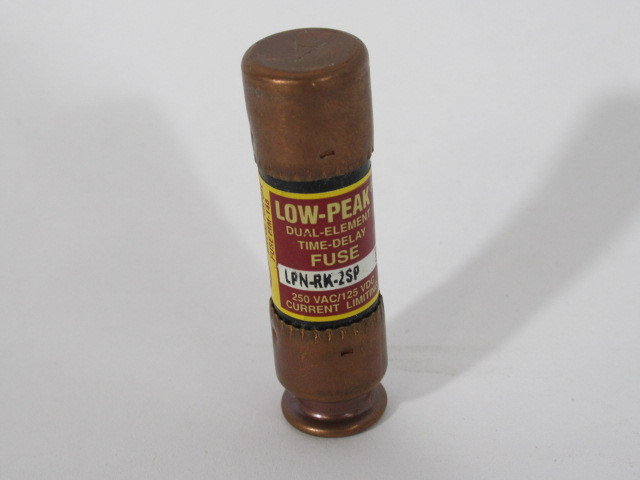 LOW-PEAK
DUAL-ELEMENT
TIME-DELAY
FUSE
LPN-RK-2SP
250 VAC/125 VDC
CURRENT LIMITING